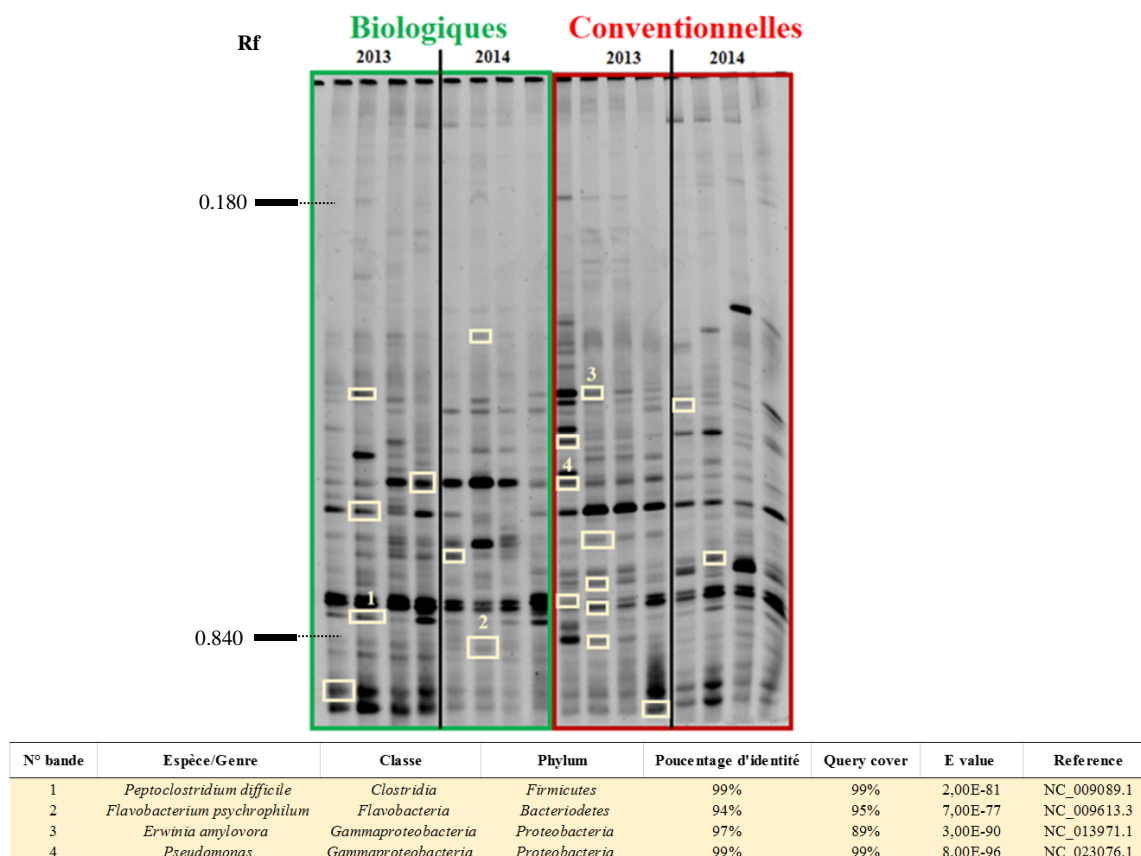 Biologiques Conventionnelles
Rf
2013 2014 2013 2014
0.180
3
4
1
2
0.840
N° bande Espèce/Genre Classe Phylum Poucentage d'identité Query cover E value Reference
1 Peptoclostridium difficile Clostridia Firmicutes 99% 99% 2,00E-81 NC_009089.1
2 Flavobacterium psychrophilum Flavobacteria Bacteriodetes 94% 95% 7,00E-77 NC_009613.3
3 Erwinia amylovora Gammaproteobacteria Proteobacteria 97% 89% 3,00E-90 NC_013971.1
4 Pseudomonas Gammaproteobacteria Proteobacteria 99% 99% 8,00E-96 NC_023076.1